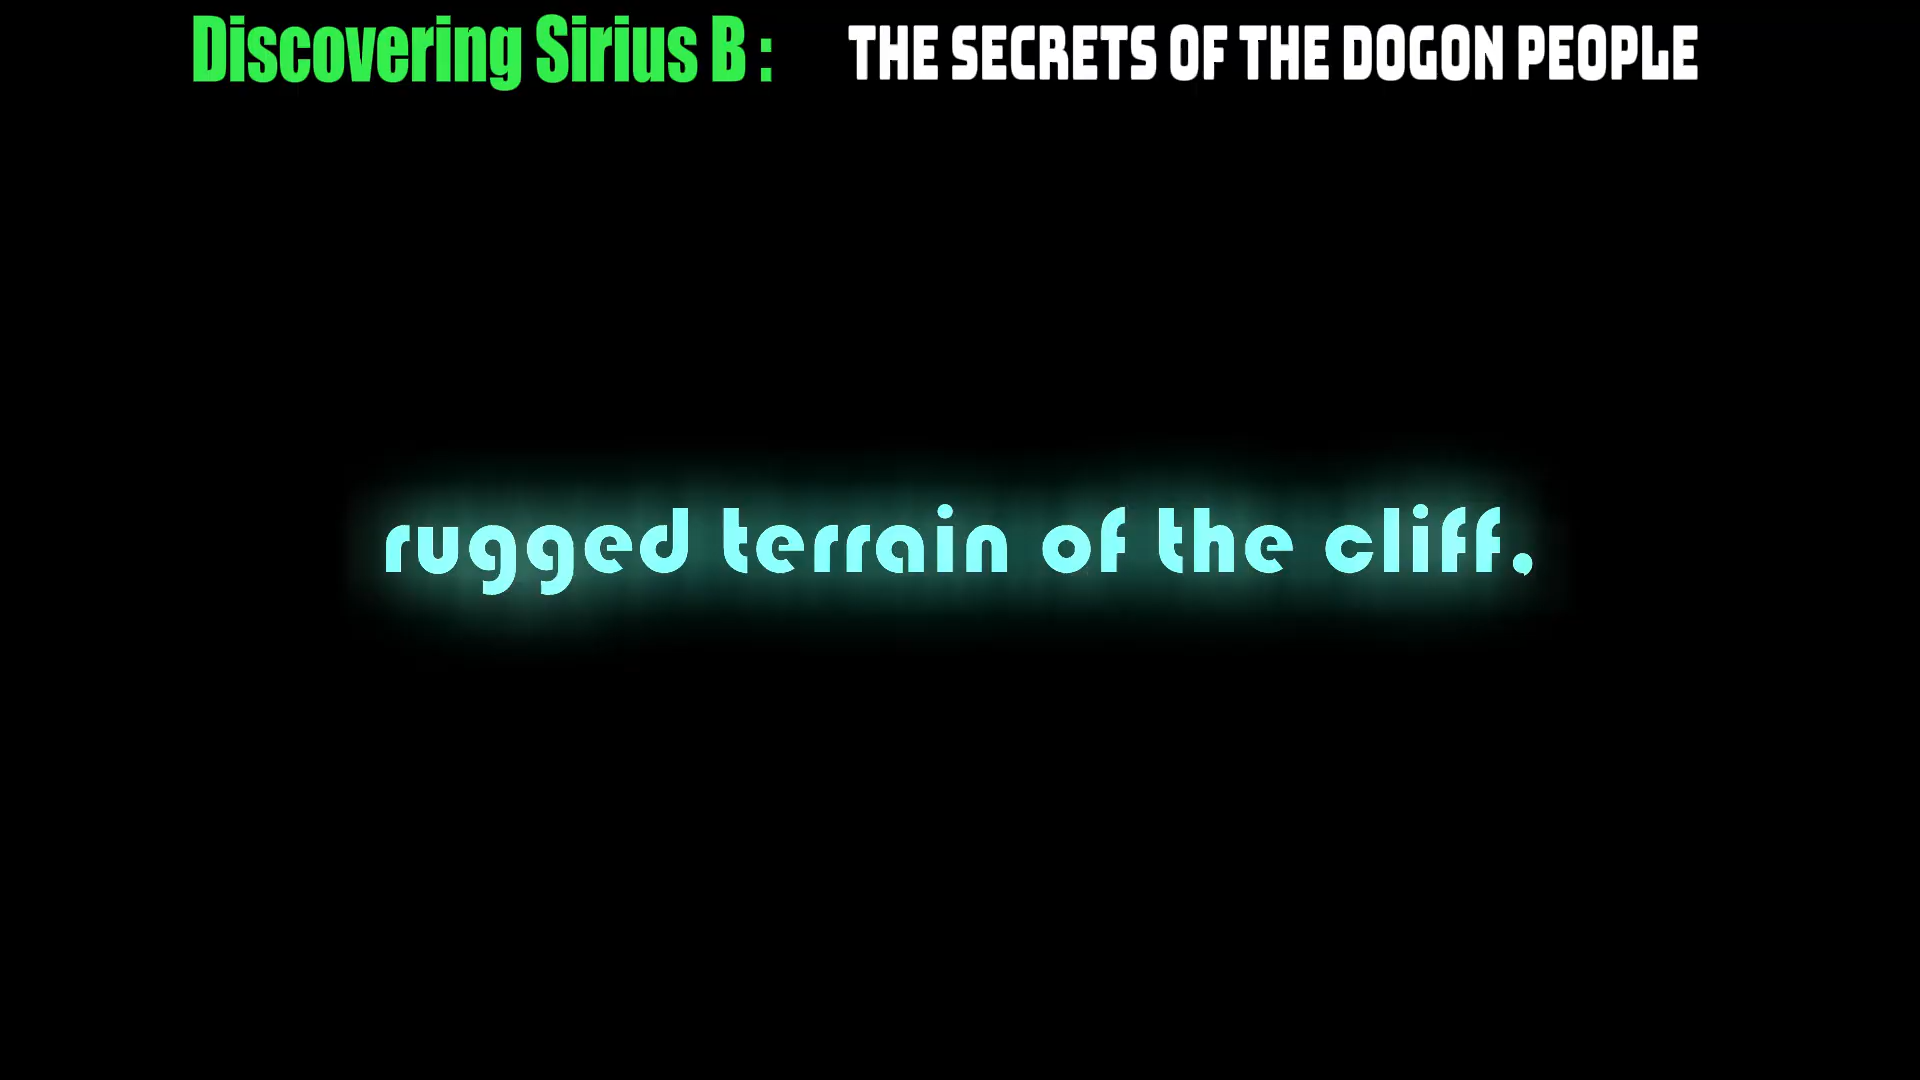 Discovering Sirius B : THE SECRETS OF THE DOGON PEOPLE
rugged terrain of the cliff,